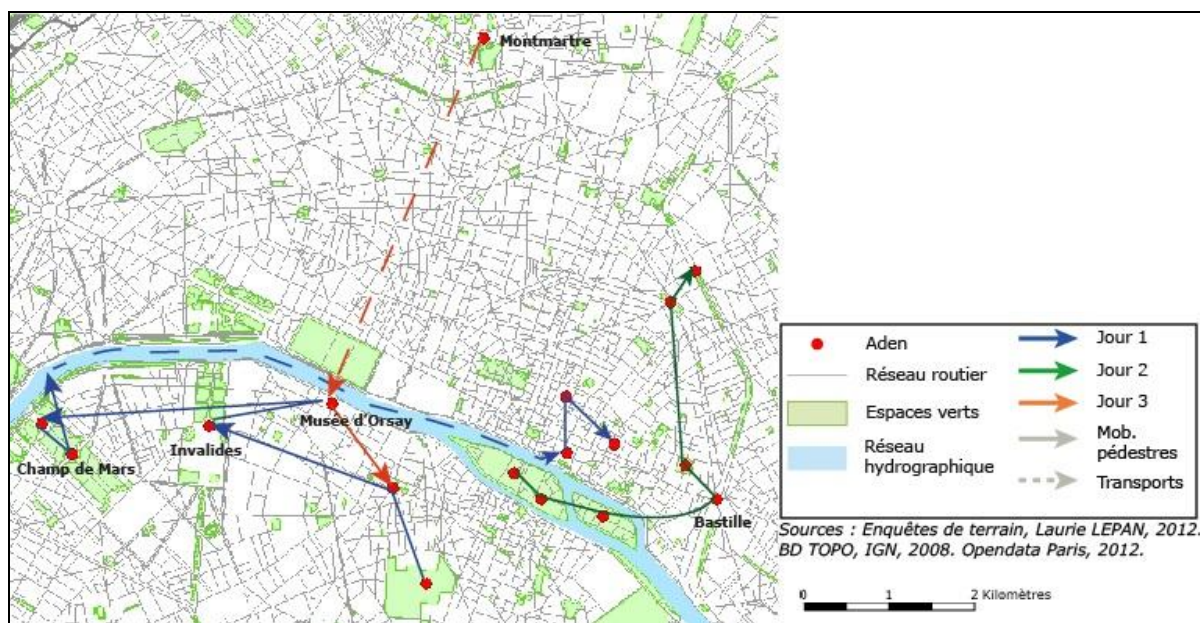 Montmartre
Musée d'Orsay
Invalides
Champ de Mars
Bastille
Aden
Réseau routier
Espaces verts
Réseau
hydrographique
Jour 1
Jour 2
Jour 3
Mob.
pédestres
Transports
Sources : Enquêtes de terrain, Laurie LEPAN, 2012.
BD TOPO, IGN, 2008. Opendata Paris, 2012.
0 1 2 Kilomètres